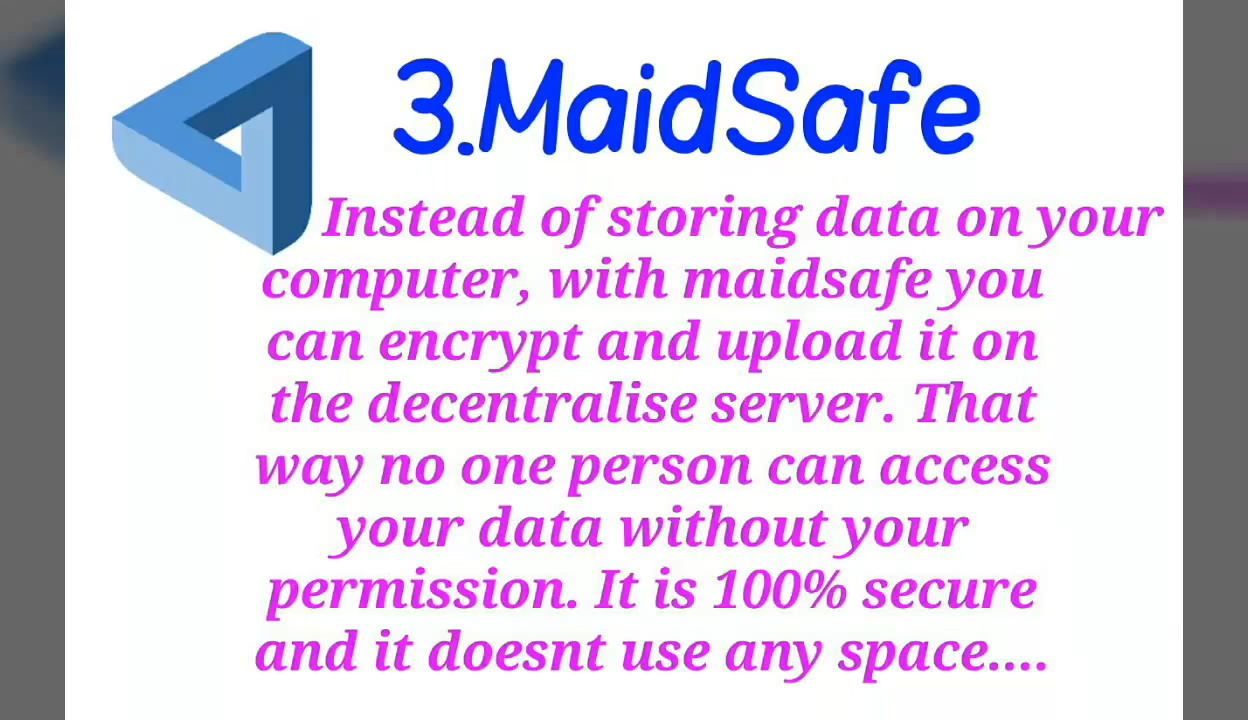 3.MaidSafe
Instead of storing data on your
computer, with maidsafe you
can encrypt and upload it on
the decentralise server. That
way no one person can access
your data without your
permission. It is 100% secure
and it doesnt use any space....